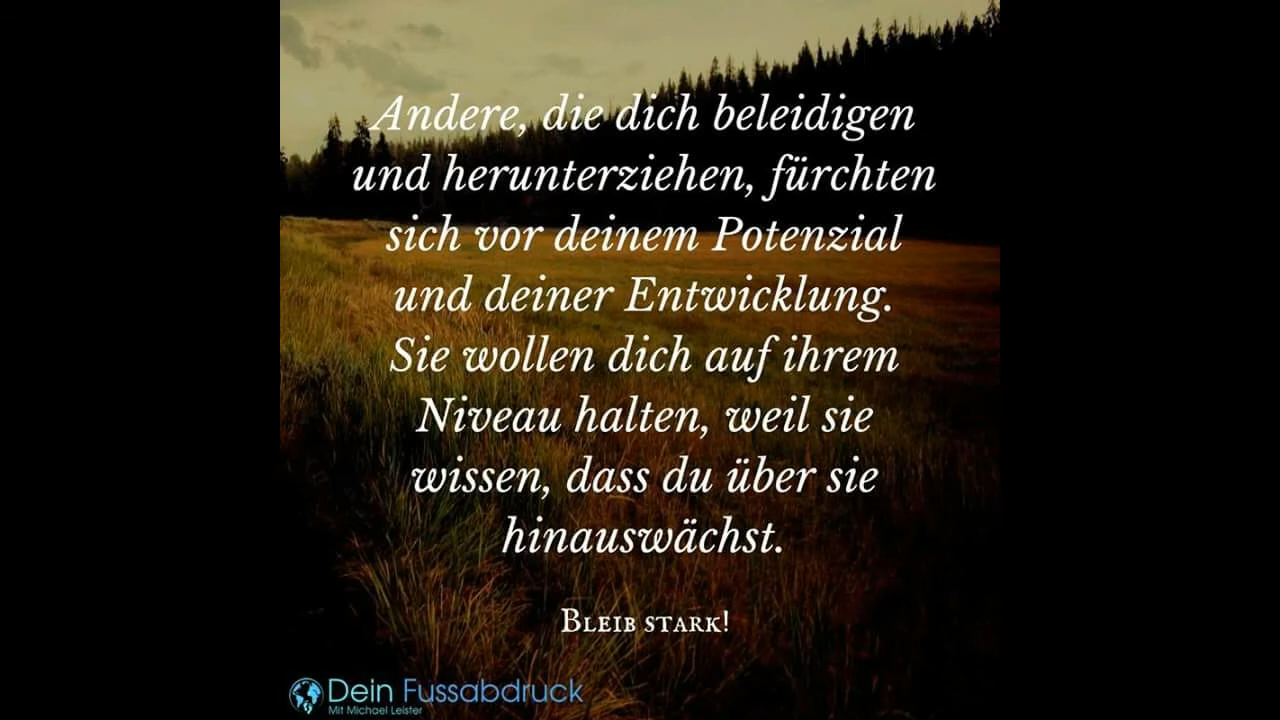 Andere, die dich beleidigen
und herunterziehen, fürchten
sich vor deinem Potenzial
und deiner Entwicklung.
Sie wollen dich auf ihrem
Niveau halten, weil sie
wissen, dass du über sie
hinauswächst.
Bleib stark!
Dein Fussabdruck
Mit Michael Leister